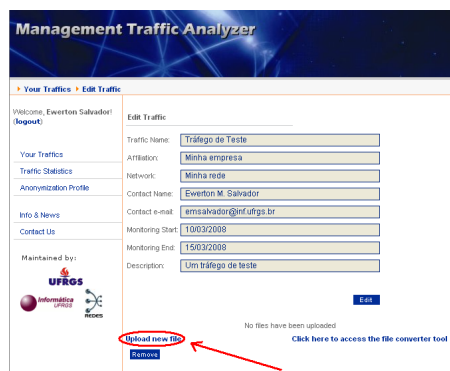 Management Traffic Analyzer
Your Traffics Edit Traffic
Welcome, Ewerton Salvador!
(logout)
Your Traffics
Traffic Statistics
Anonymization Profile
Info & News
Contact Us
Maintained by:
UFRGS
Informática
UFRGS
REDES
Edit Traffic
Traffic Name: Tráfego de Teste
Affiliation: Minha empresa
Network: Minha rede
Contact Name: Ewerton M. Salvador
Contact e-mail: emsalvador@inf.ufrgs.br
Monitoring Start: 10/03/2008
Monitoring End: 15/03/2008
Description: Um tráfego de teste
Edit
No files have been uploaded
Upload new file Click here to access the file converter tool
Remove